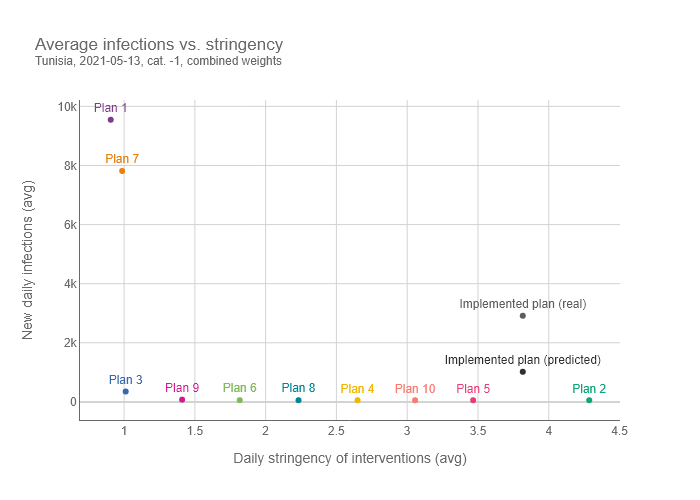 Average infections vs. stringency
Tunisia, 2021-05-13, cat. -1, combined weights
10k
Plan 1
Plan 7
8k
6k
4k
Implemented plan (real)
2k
Implemented plan (predicted)
Plan 3
Plan 9
Plan 6
Plan 8
Plan 4
Plan 10
Plan 5
Plan 2
0
1
1.5
2
2.5
3
3.5
4
4.5
New daily infections (avg)
Daily stringency of interventions (avg)